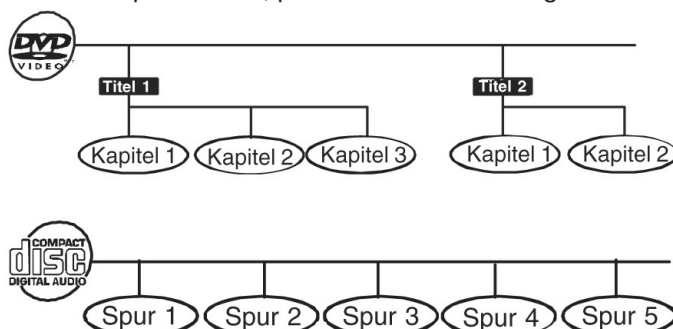 DVD
VIDEO
Titel 1 Titel 2
Kapitel 1 Kapitel 2 Kapitel 3 Kapitel 1 Kapitel 2
COMPACT
disc
DIGITAL AUDIO
Spur 1 Spur 2 Spur 3 Spur 4 Spur 5